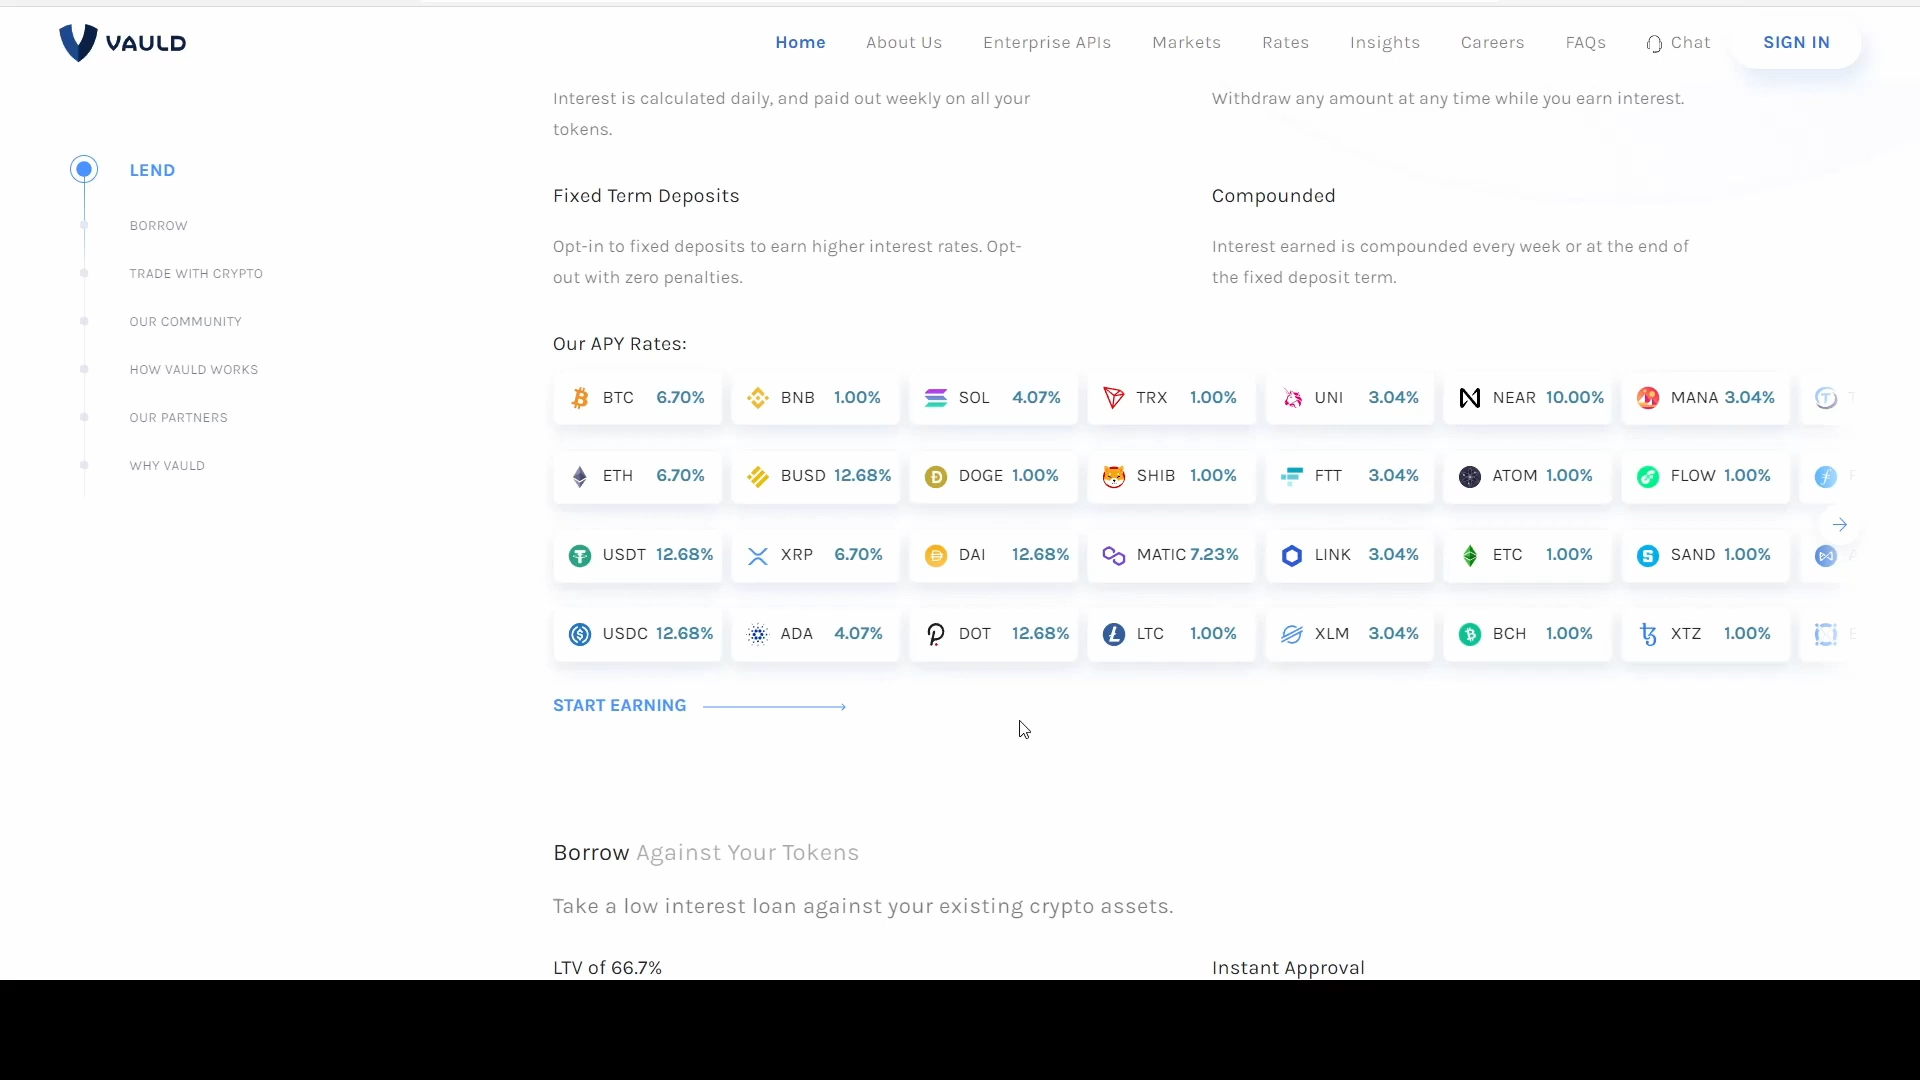 VAULD
Home About Us Enterprise APIs Markets Rates Insights Careers FAQs Chat SIGN IN
Interest is calculated daily, and paid out weekly on all your
tokens.
Withdraw any amount at any time while you earn interest.
LEND
BORROW
TRADE WITH CRYPTO
OUR COMMUNITY
HOW VAULD WORKS
OUR PARTNERS
WHY VAULD
Fixed Term Deposits
Opt-in to fixed deposits to earn higher interest rates. Opt-
out with zero penalties.
Compounded
Interest earned is compounded every week or at the end of
the fixed deposit term.
Our APY Rates:
BTC 6.70% BNB 1.00% SOL 4.07% TRX 1.00% UNI 3.04% NEAR 10.00% MANA 3.04%
ETH 6.70% BUSD 12.68% DOGE 1.00% SHIB 1.00% FTT 3.04% ATOM 1.00% FLOW 1.00%
USDT 12.68% XRP 6.70% DAI 12.68% MATIC 7.23% LINK 3.04% ETC 1.00% SAND 1.00%
USDC 12.68% ADA 4.07% DOT 12.68% LTC 1.00% XLM 3.04% BCH 1.00% XTZ 1.00%
START EARNING
Borrow Against Your Tokens
Take a low interest loan against your existing crypto assets.
LTV of 66.7%
Instant Approval